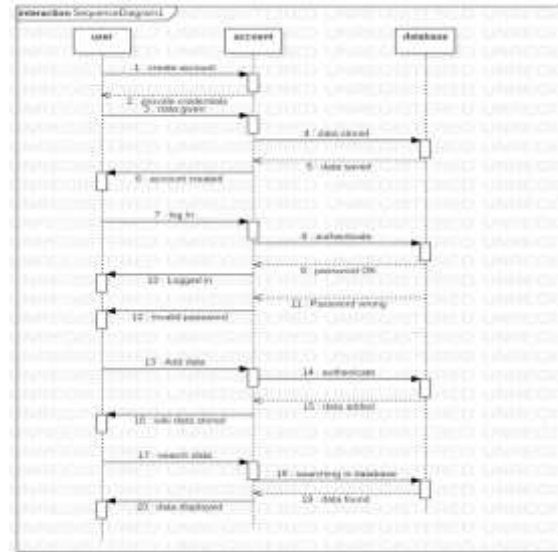 interaction SequenceDiagram1
user
account
database
1 : create account
2 : provide credentials
3 : data given
4 : data stored
5 : data saved
6 : account created
7 : log in
8 : authenticate
9 : password OK
10 : Logged in
11 : Password wrong
12 : invalid password
13 : Add data
14 : authenticate
15 : data added
16 : data stored
17 : search data
18 : searching in database
19 : data found
20 : data displayed